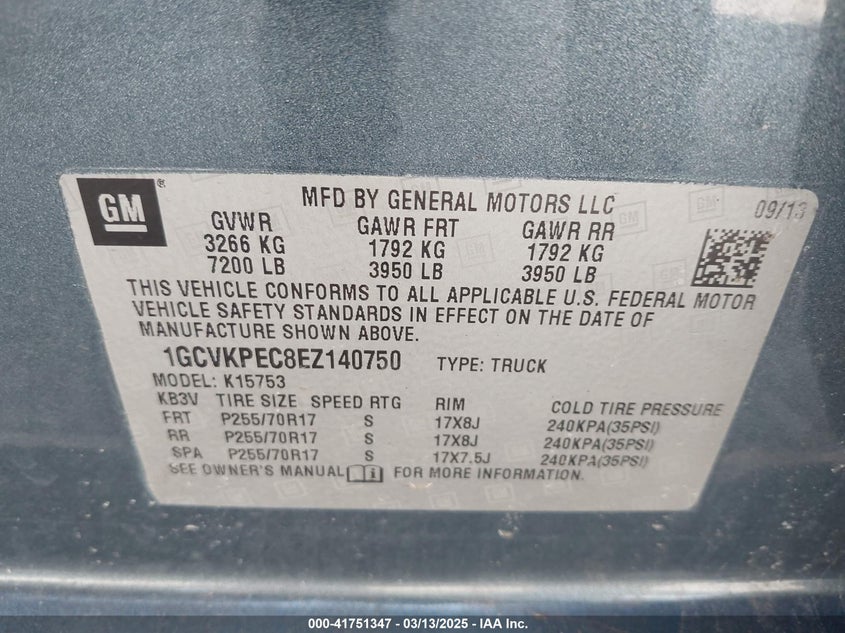 GM®
MFD BY GENERAL MOTORS LLC
09/13
GVWR GAWR FRT GAWR RR
3266 KG 1792 KG 1792 KG
7200 LB 3950 LB 3950 LB
THIS VEHICLE CONFORMS TO ALL APPLICABLE U.S. FEDERAL MOTOR
VEHICLE SAFETY STANDARDS IN EFFECT ON THE DATE OF
MANUFACTURE SHOWN ABOVE.
1GCVKPEC8EZ140750 TYPE: TRUCK
MODEL: K15753
KB3V TIRE SIZE SPEED RTG RIM COLD TIRE PRESSURE
FRT P255/70R17 S 17X8J 240KPA(35PSI)
RR P255/70R17 S 17X8J 240KPA(35PSI)
SPA P255/70R17 S 17X7.5J 240KPA(35PSI)
SEE OWNER'S MANUAL FOR MORE INFORMATION.
000-41751347 - 03/13/2025 - IAA Inc.